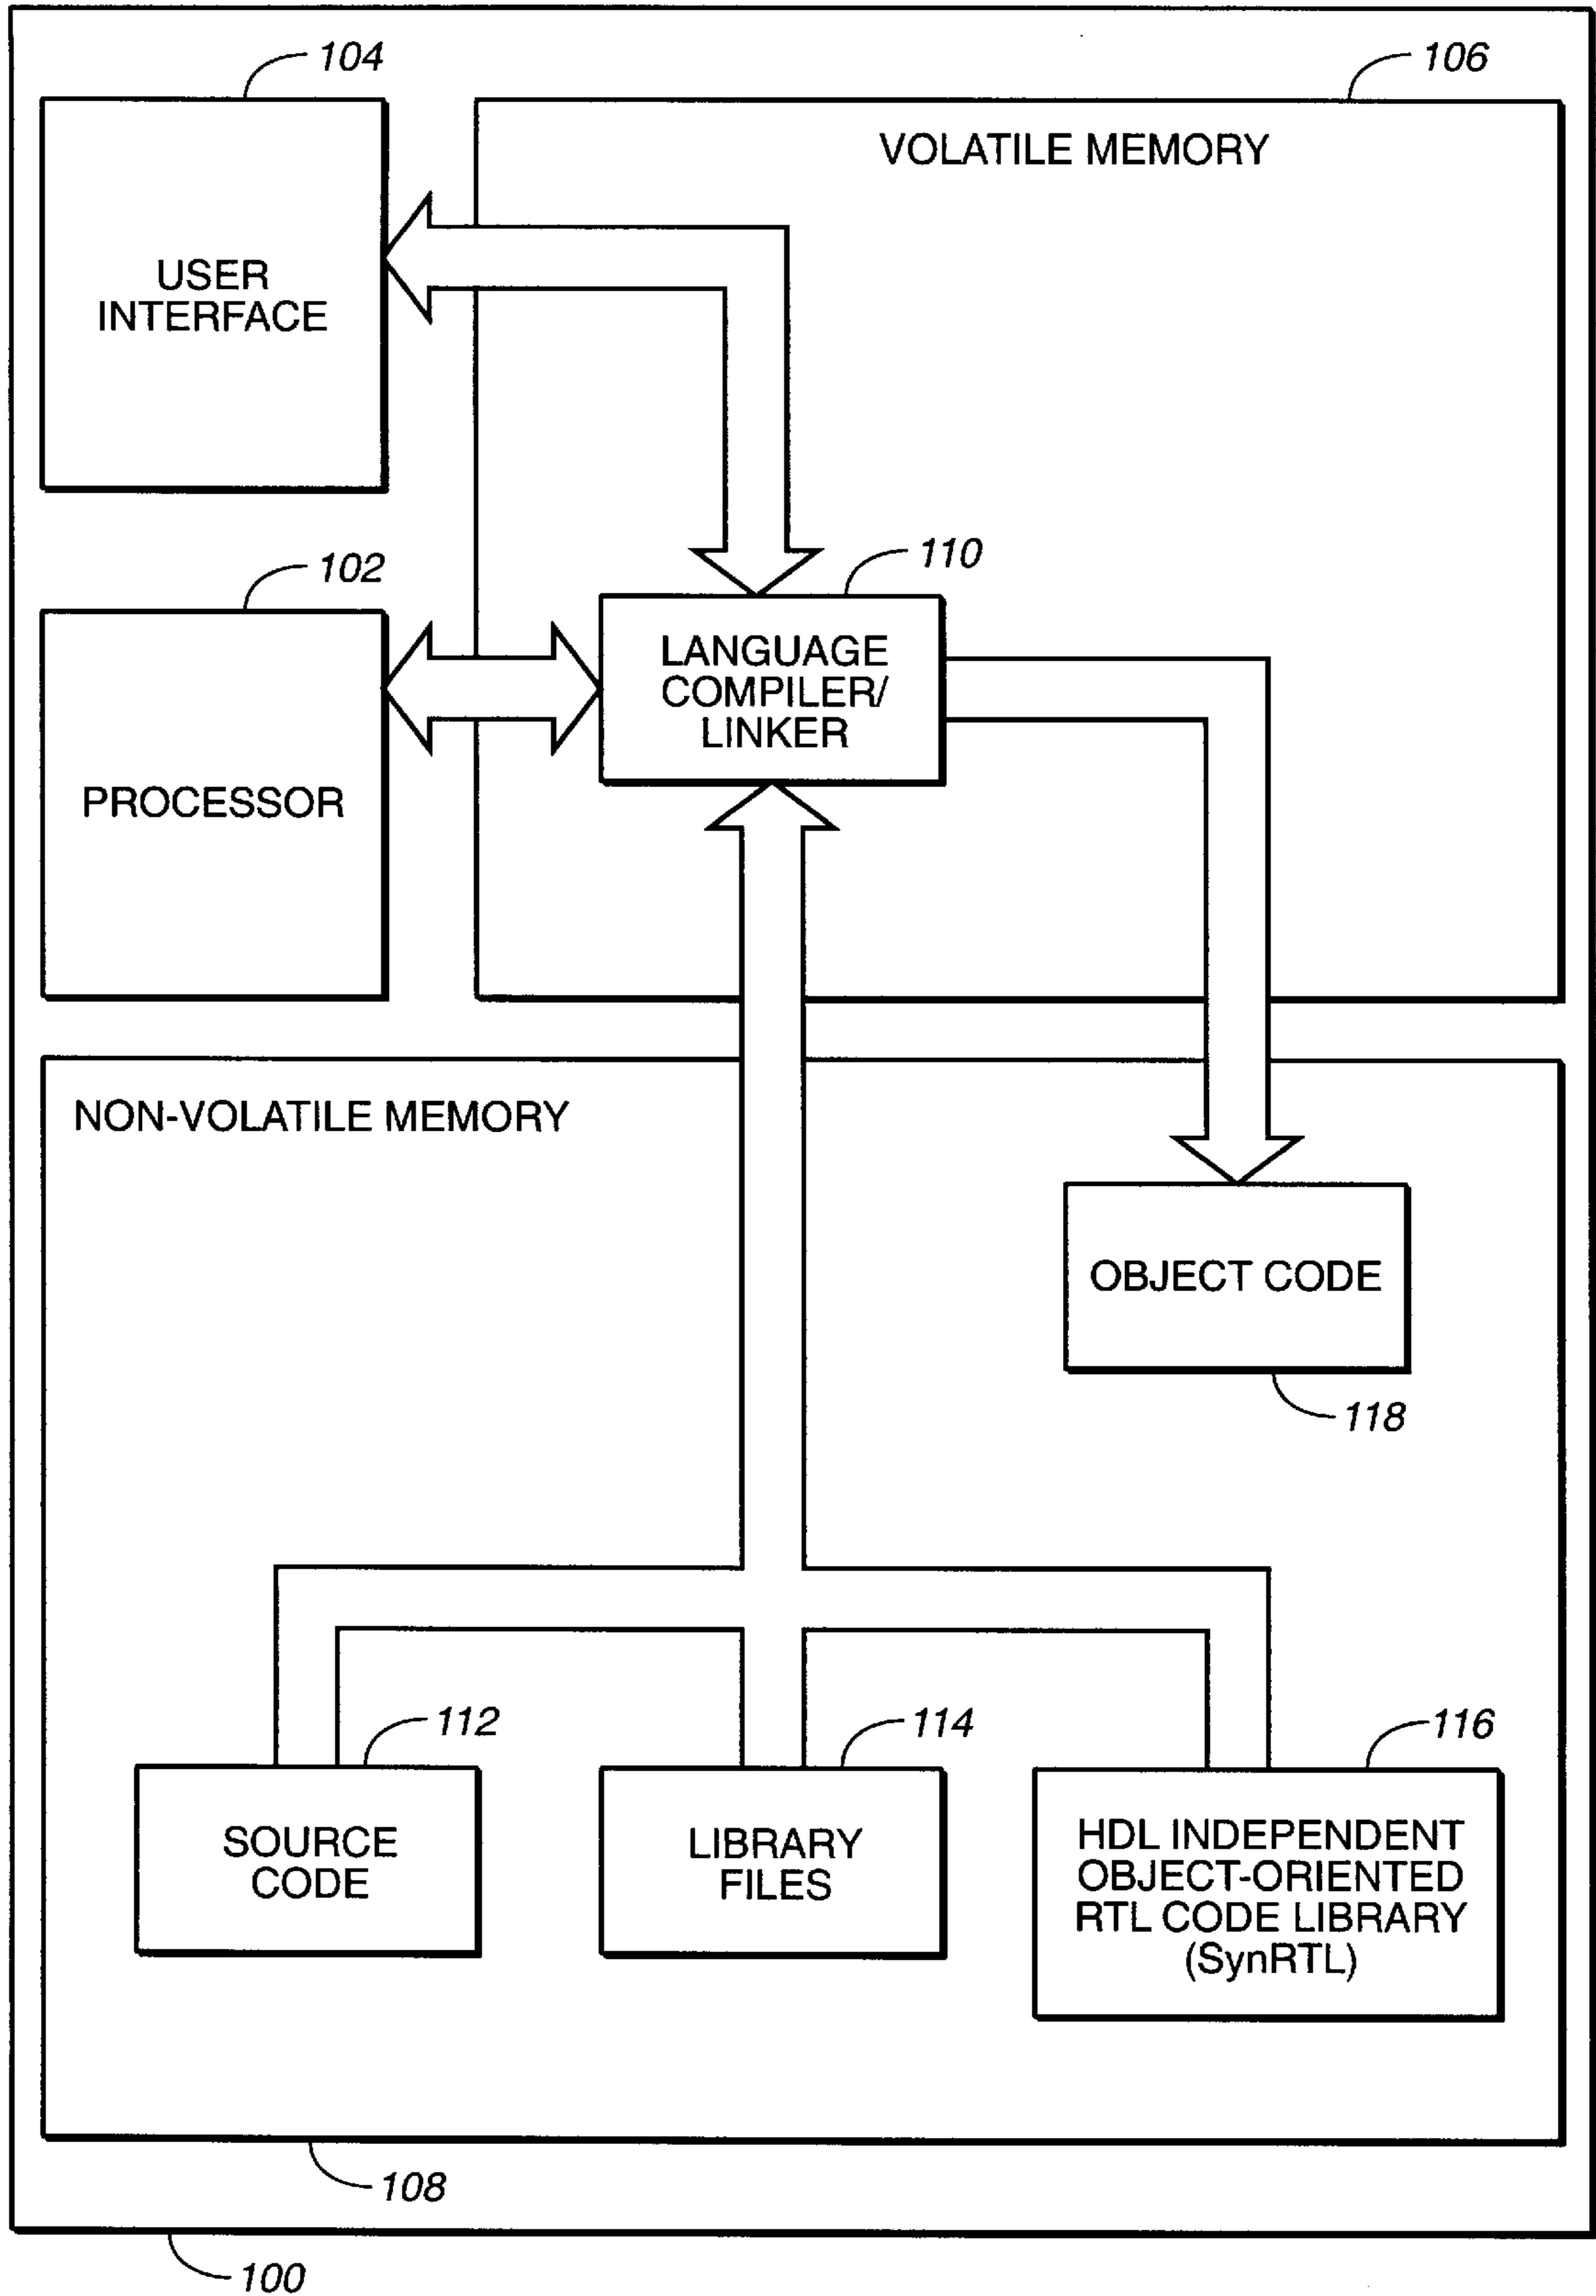 104
106
VOLATILE MEMORY
USER
INTERFACE
102
110
LANGUAGE
COMPILER/
LINKER
PROCESSOR
NON-VOLATILE MEMORY
OBJECT CODE
118
112
114
116
SOURCE
CODE
LIBRARY
FILES
HDL INDEPENDENT
OBJECT-ORIENTED
RTL CODE LIBRARY
(SynRTL)
108
100